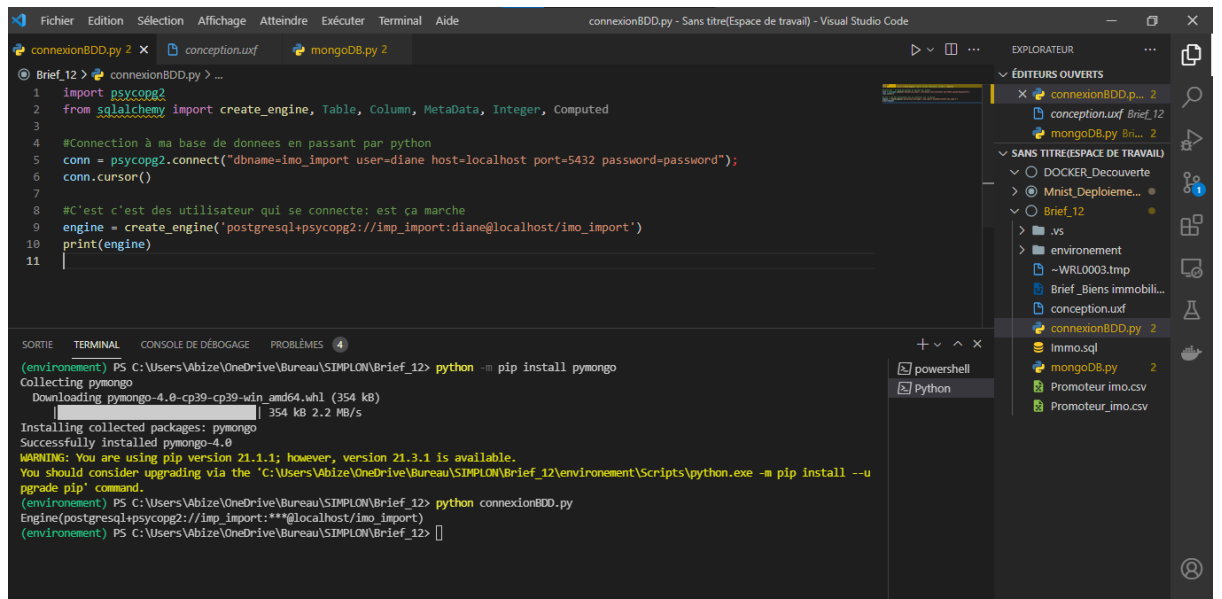 Fichier Edition Sélection Affichage Atteindre Exécuter Terminal Aide connexionBDD.py - Sans titre(Espace de travail) - Visual Studio Code
connexionBDD.py 2 conception.uxf mongoDB.py 2
Brief_12 > connexionBDD.py > ...
1 import psycopg2
2 from sqlalchemy import create_engine, Table, Column, MetaData, Integer, Computed
3
4 #Connection à ma base de donnees en passant par python
5 conn = psycopg2.connect("dbname=imo_import user=diane host=localhost port=5432 password=password");
6 conn.cursor()
7
8 #C'est c'est des utilisateur qui se connecte: est ça marche
9 engine = create_engine('postgresql+psycopg2://imp_import:diane@localhost/imo_import')
10 print(engine)
11
SORTIE TERMINAL CONSOLE DE DÉBOGAGE PROBLÈMES 4
(environement) PS C:\Users\Abize\OneDrive\Bureau\SIMPLON\Brief_12> python -m pip install pymongo
Collecting pymongo
Downloading pymongo-4.0-cp39-cp39-win_amd64.whl (354 kB)
| | 354 kB 2.2 MB/s
Installing collected packages: pymongo
Successfully installed pymongo-4.0
WARNING: You are using pip version 21.1.1; however, version 21.3.1 is available.
You should consider upgrading via the 'C:\Users\Abize\OneDrive\Bureau\SIMPLON\Brief_12\environement\Scripts\python.exe -m pip install --u
pgrade pip' command.
(environement) PS C:\Users\Abize\OneDrive\Bureau\SIMPLON\Brief_12> python connexionBDD.py
Engine(postgresql+psycopg2://imp_import:***@localhost/imo_import)
(environement) PS C:\Users\Abize\OneDrive\Bureau\SIMPLON\Brief_12>
powershell
Python
EXPLORATEUR ...
ÉDITEURS OUVERTS
connexionBDD.p... 2
conception.uxf Brief_12
mongoDB.py Bri... 2
SANS TITRE(ESPACE DE TRAVAIL)
DOCKER_Decouverte
Mnist_Deploieme...
Brief_12
.vs
environement
~WRL0003.tmp
Brief _Biens immobili...
conception.uxf
connexionBDD.py 2
Immo.sql
mongoDB.py 2
Promoteur imo.csv
Promoteur_imo.csv
1